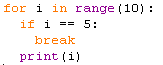 for i in range(10):
  if i == 5:
    break
  print(i)